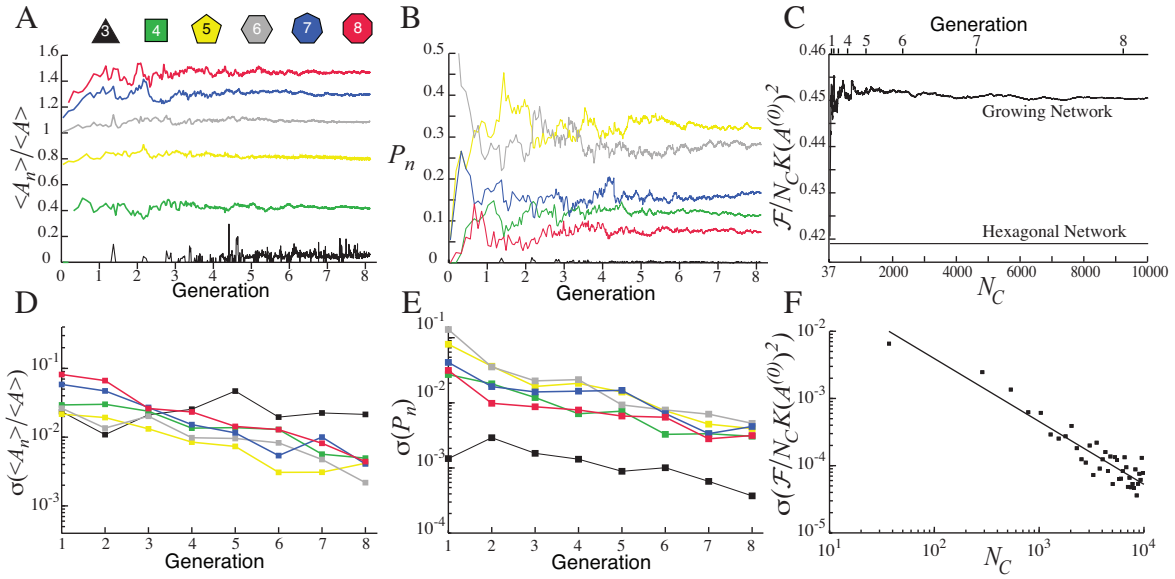 A
3 4 5 6 7 8
<A_n>/<A>
1.6
1.4
1.2
1
0.8
0.6
0.4
0.2
0
0 1 2 3 4 5 6 7 8
Generation
B
P_n
0.5
0.4
0.3
0.2
0.1
0
0 1 2 3 4 5 6 7 8
Generation
C
Generation
1 4 5 6 7 8
F/N_C K(A^(0))^2
0.46
0.45
0.44
0.43
0.42
Growing Network
Hexagonal Network
37 2000 4000 6000 8000 10000
N_C
D
σ(<A_n>/<A>)
10^-1
10^-2
10^-3
1 2 3 4 5 6 7 8
Generation
E
σ(P_n)
10^-1
10^-2
10^-3
10^-4
1 2 3 4 5 6 7 8
Generation
F
σ(F/N_C K(A^(0))^2
10^-2
10^-3
10^-4
10^-5
10^1 10^2 10^3 10^4
N_C